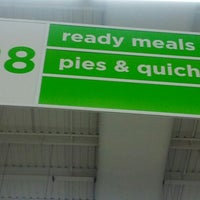 8
ready meals
pies & quich